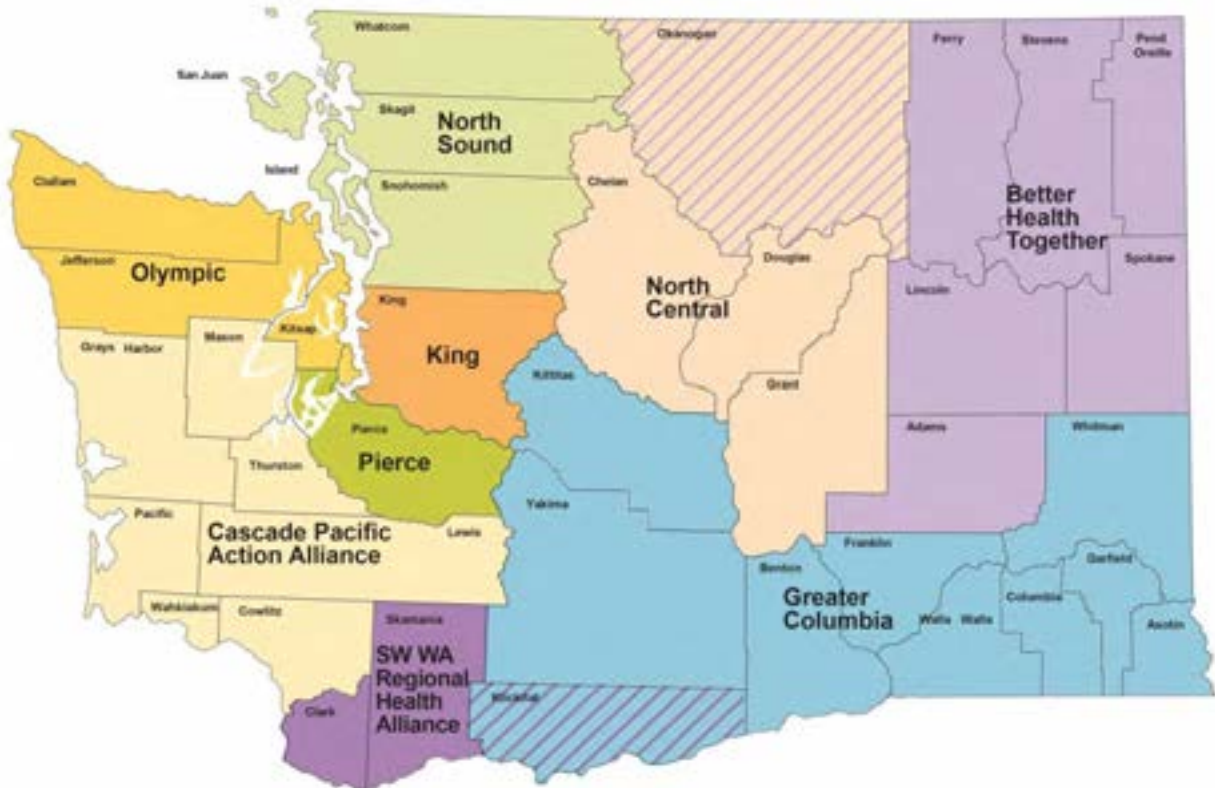 Whatcom
Okanogan
Ferry
Stevens
Pend
Oreille
San Juan
Skagit
North
Sound
Island
Snohomish
Clallam
Chelan
Better
Health
Together
Jefferson
Olympic
Douglas
Spokane
King
North
Central
Lincoln
Mason
Kitsap
Grays Harbor
King
Kittitas
Grant
Pierce
Adams
Whitman
Thurston
Pierce
Yakima
Pacific
Cascade Pacific
Action Alliance
Lewis
Franklin
Benton
Garfield
Greater
Columbia
Columbia
Walla Walla
Asotin
Wahkiakum
Cowlitz
Skamania
SW WA
Regional
Health
Alliance
Clark
Klickitat